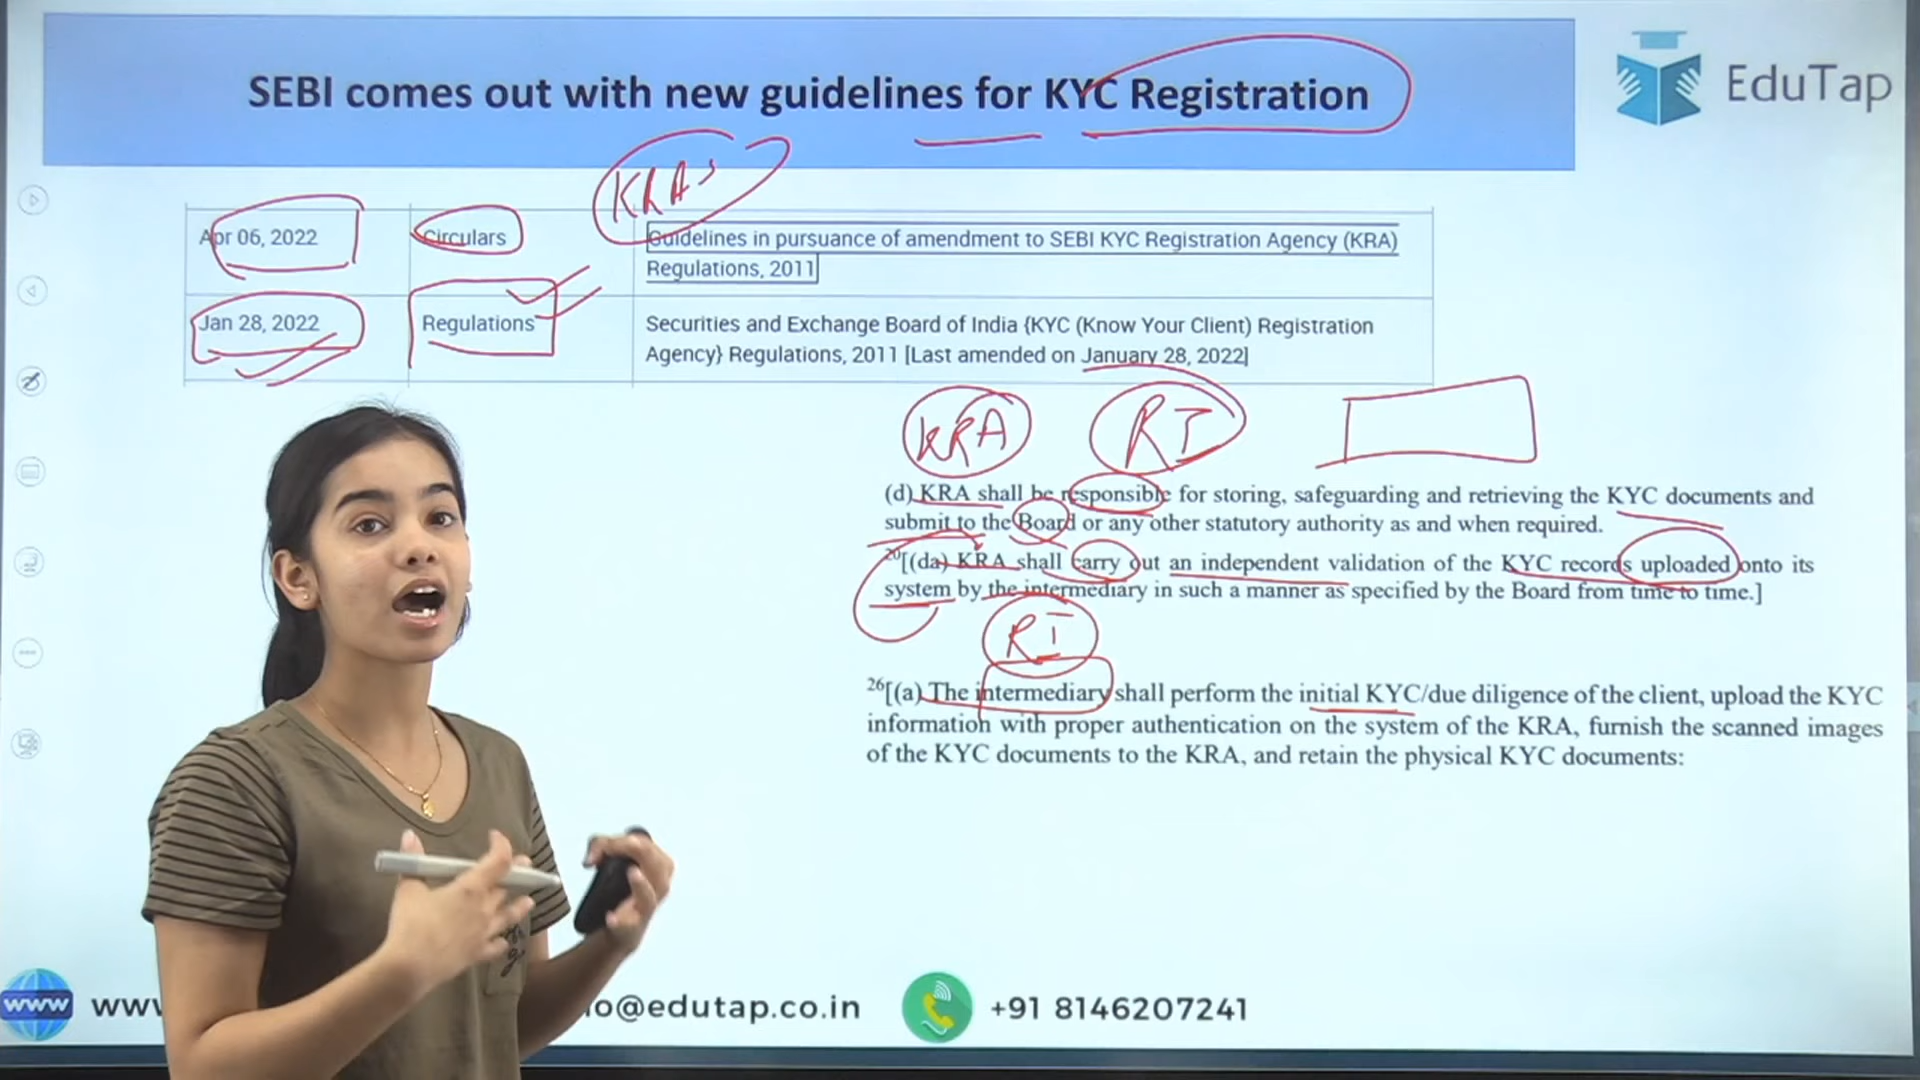 SEBI comes out with new guidelines for KYC Registration
EduTap
KRAs
Apr 06, 2022
Circulars
Guidelines in pursuance of amendment to SEBI KYC Registration Agency (KRA)
Regulations, 2011
Jan 28, 2022
Regulations
Securities and Exchange Board of India {KYC (Know Your Client) Registration
Agency} Regulations, 2011 [Last amended on January 28, 2022]
KRA
RI
(d) KRA shall be responsible for storing, safeguarding and retrieving the KYC documents and
submit to the Board or any other statutory authority as and when required.
20[(da) KRA shall carry out an independent validation of the KYC records uploaded onto its
system by the intermediary in such a manner as specified by the Board from time to time.]
RI
26[(a) The intermediary shall perform the initial KYC/due diligence of the client, upload the KYC
information with proper authentication on the system of the KRA, furnish the scanned images
of the KYC documents to the KRA, and retain the physical KYC documents:
www
o@edutap.co.in
+91 8146207241